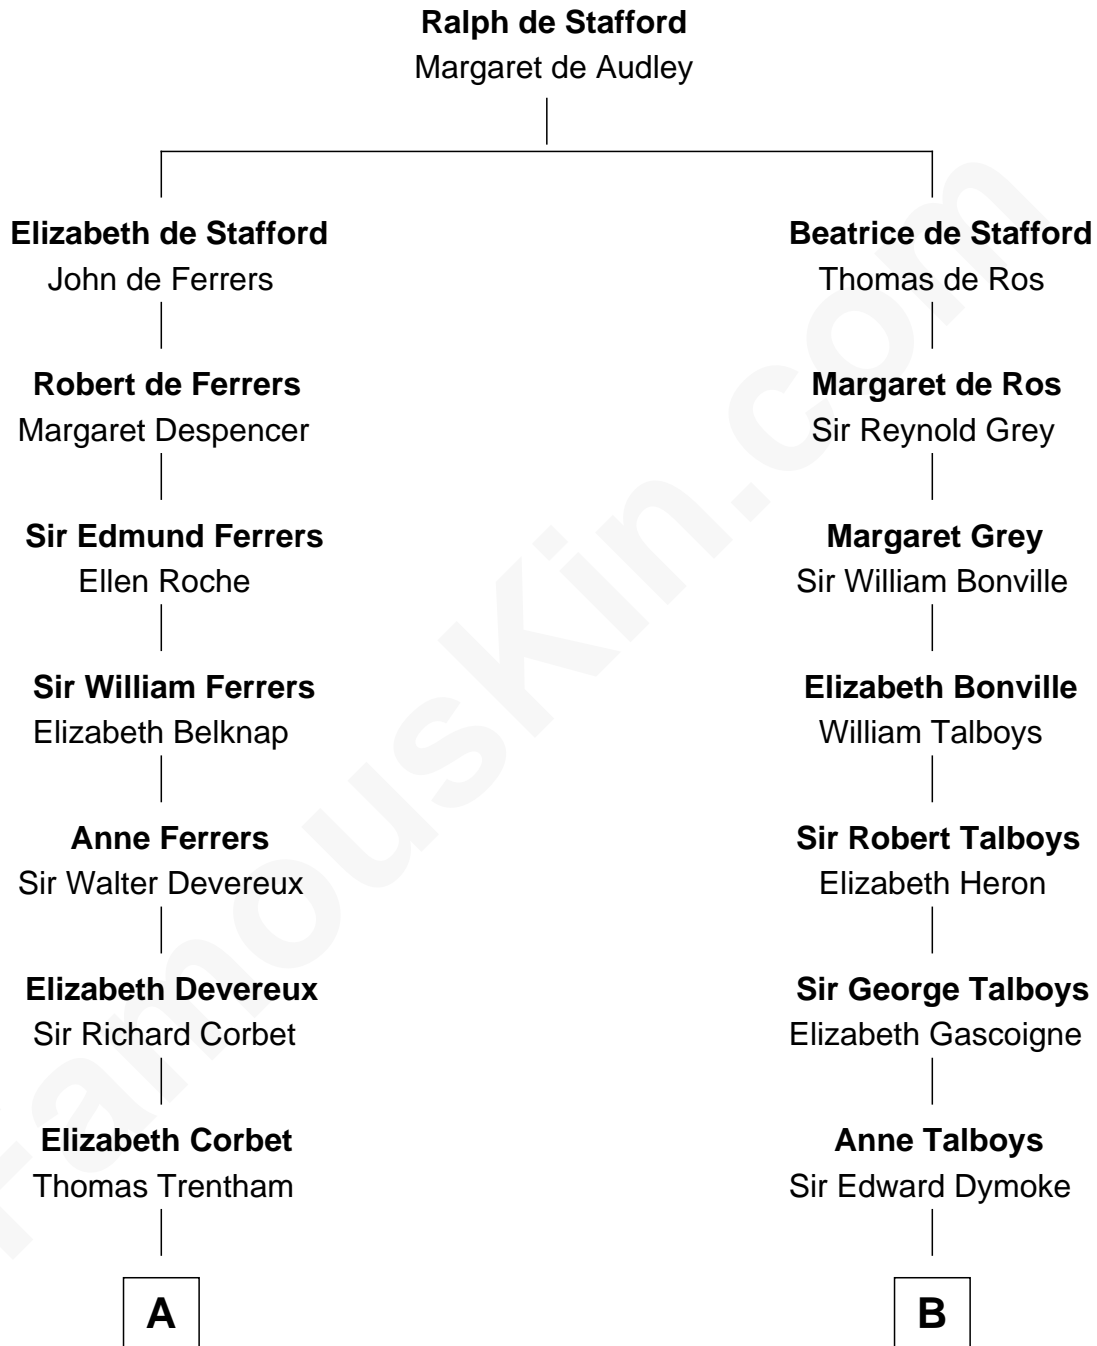 Ralph de Stafford
Margaret de Audley
Elizabeth de Stafford
John de Ferrers
Beatrice de Stafford
Thomas de Ros
Robert de Ferrers
Margaret Despencer
Margaret de Ros
Sir Reynold Grey
Sir Edmund Ferrers
Ellen Roche
Margaret Grey
Sir William Bonville
Sir William Ferrers
Elizabeth Belknap
Elizabeth Bonville
William Talboys
Anne Ferrers
Sir Walter Devereux
Sir Robert Talboys
Elizabeth Heron
Elizabeth Devereux
Sir Richard Corbet
Sir George Talboys
Elizabeth Gascoigne
Elizabeth Corbet
Thomas Trentham
Anne Talboys
Sir Edward Dymoke
A
B
FamousKin.com